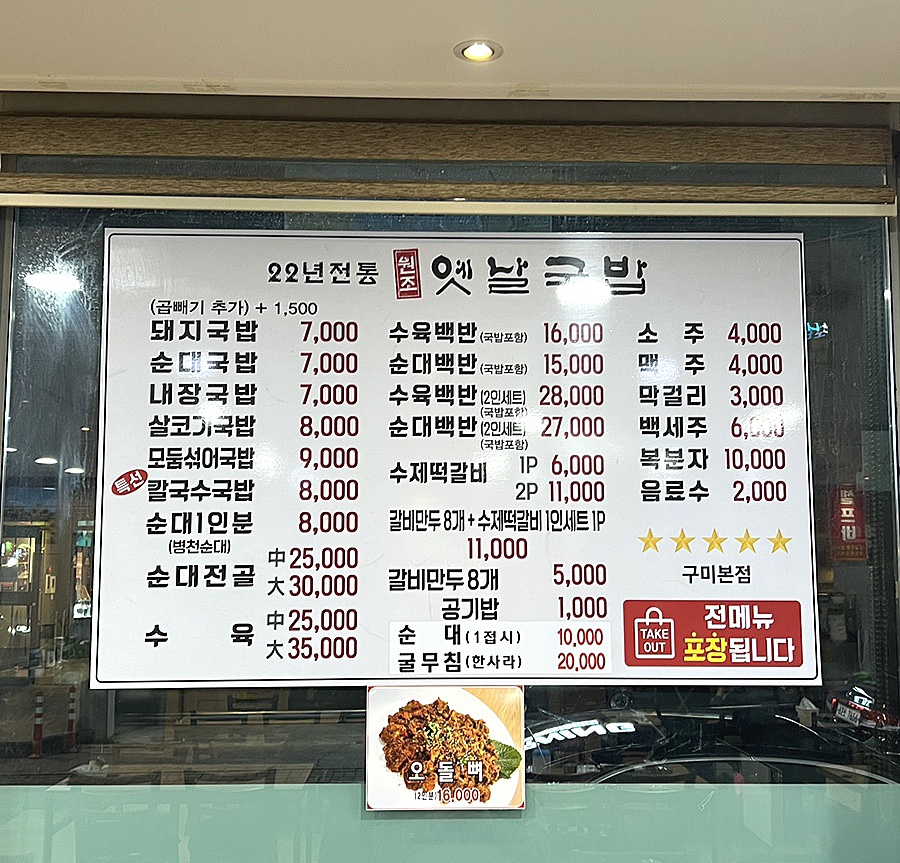 22년전통 원조 옛날국밥
(곱빼기 추가) + 1,500
돼지국밥 7,000
순대국밥 7,000
내장국밥 7,000
살코기국밥 8,000
모둠섞어국밥 9,000
특선 칼국수국밥 8,000
순대1인분 8,000
(병천순대)
순대전골 中 25,000
大 30,000
수 육 中 25,000
大 35,000
수육백반(국밥포함) 16,000
순대백반(국밥포함) 15,000
수육백반(2인세트) 28,000
(국밥포함)
순대백반(2인세트) 27,000
(국밥포함)
수제떡갈비 1P 6,000
2P 11,000
갈비만두 8개 + 수제떡갈비 1인세트 1P
11,000
갈비만두 8개 5,000
공기밥 1,000
순 대 (1접시) 10,000
굴무침 (한사라) 20,000
소 주 4,000
맥 주 4,000
막걸리 3,000
백세주 6,000
복분자 10,000
음료수 2,000
구미본점
TAKE OUT
전메뉴
포장됩니다
오돌뼈
(2인분) 16,000